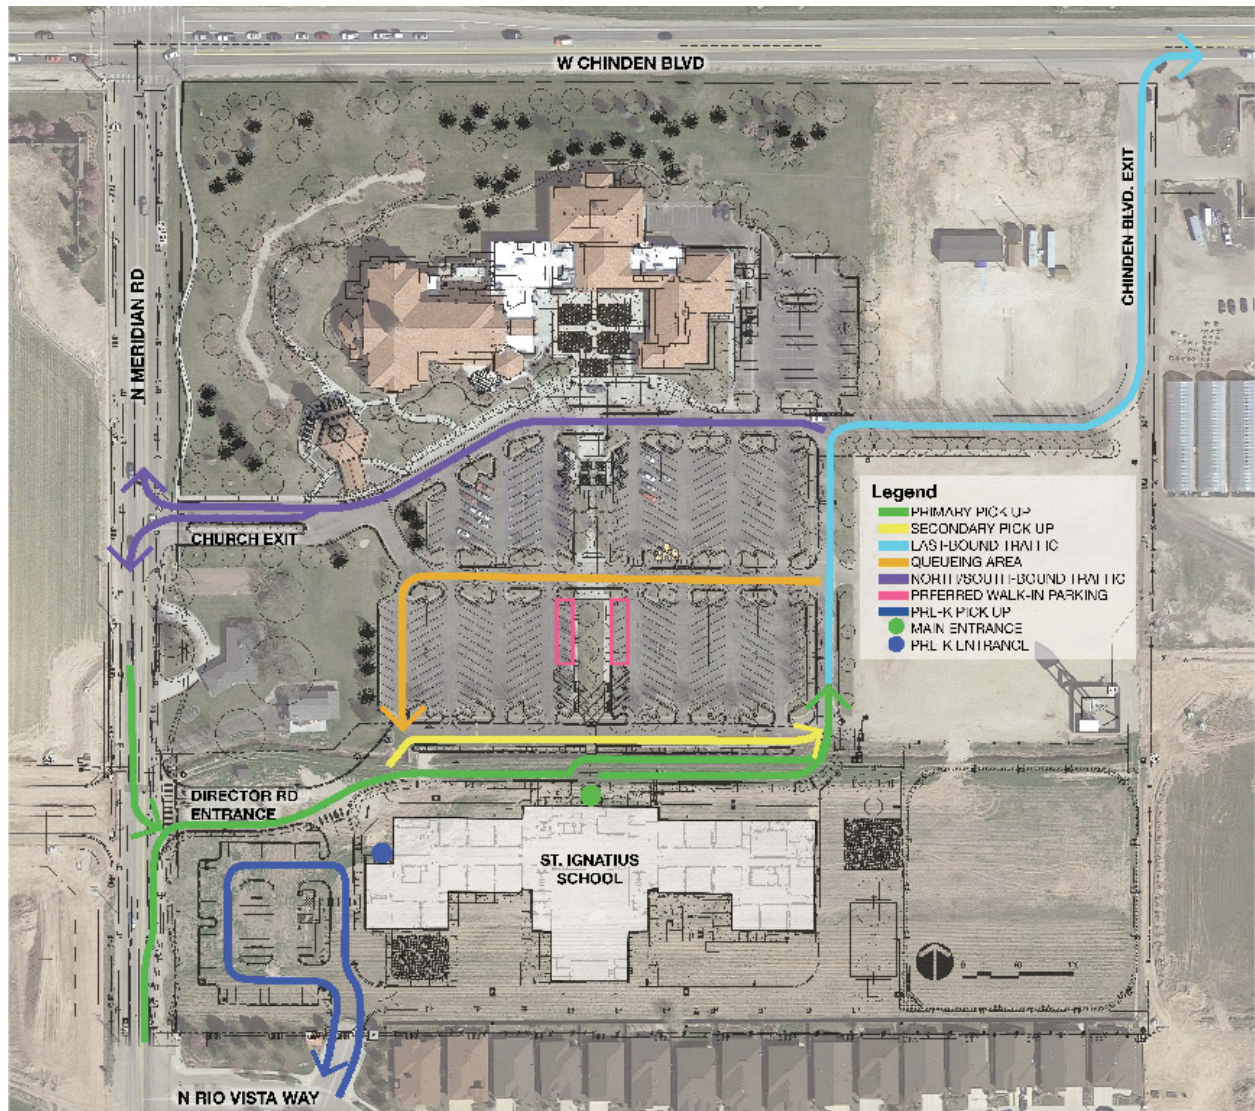 W CHINDEN BLVD
N MERIDIAN RD
CHINDEN BLVD. EXIT
CHURCH EXIT
Legend
PRIMARY PICK UP
SECONDARY PICK UP
EAST-BOUND TRAFFIC
QUEUEING AREA
NORTH/SOUTH-BOUND TRAFFIC
PREFERRED WALK-IN PARKING
PRE-K PICK UP
MAIN ENTRANCE
PRE-K ENTRANCE
DIRECTOR RD
ENTRANCE
ST. IGNATIUS
SCHOOL
N RIO VISTA WAY